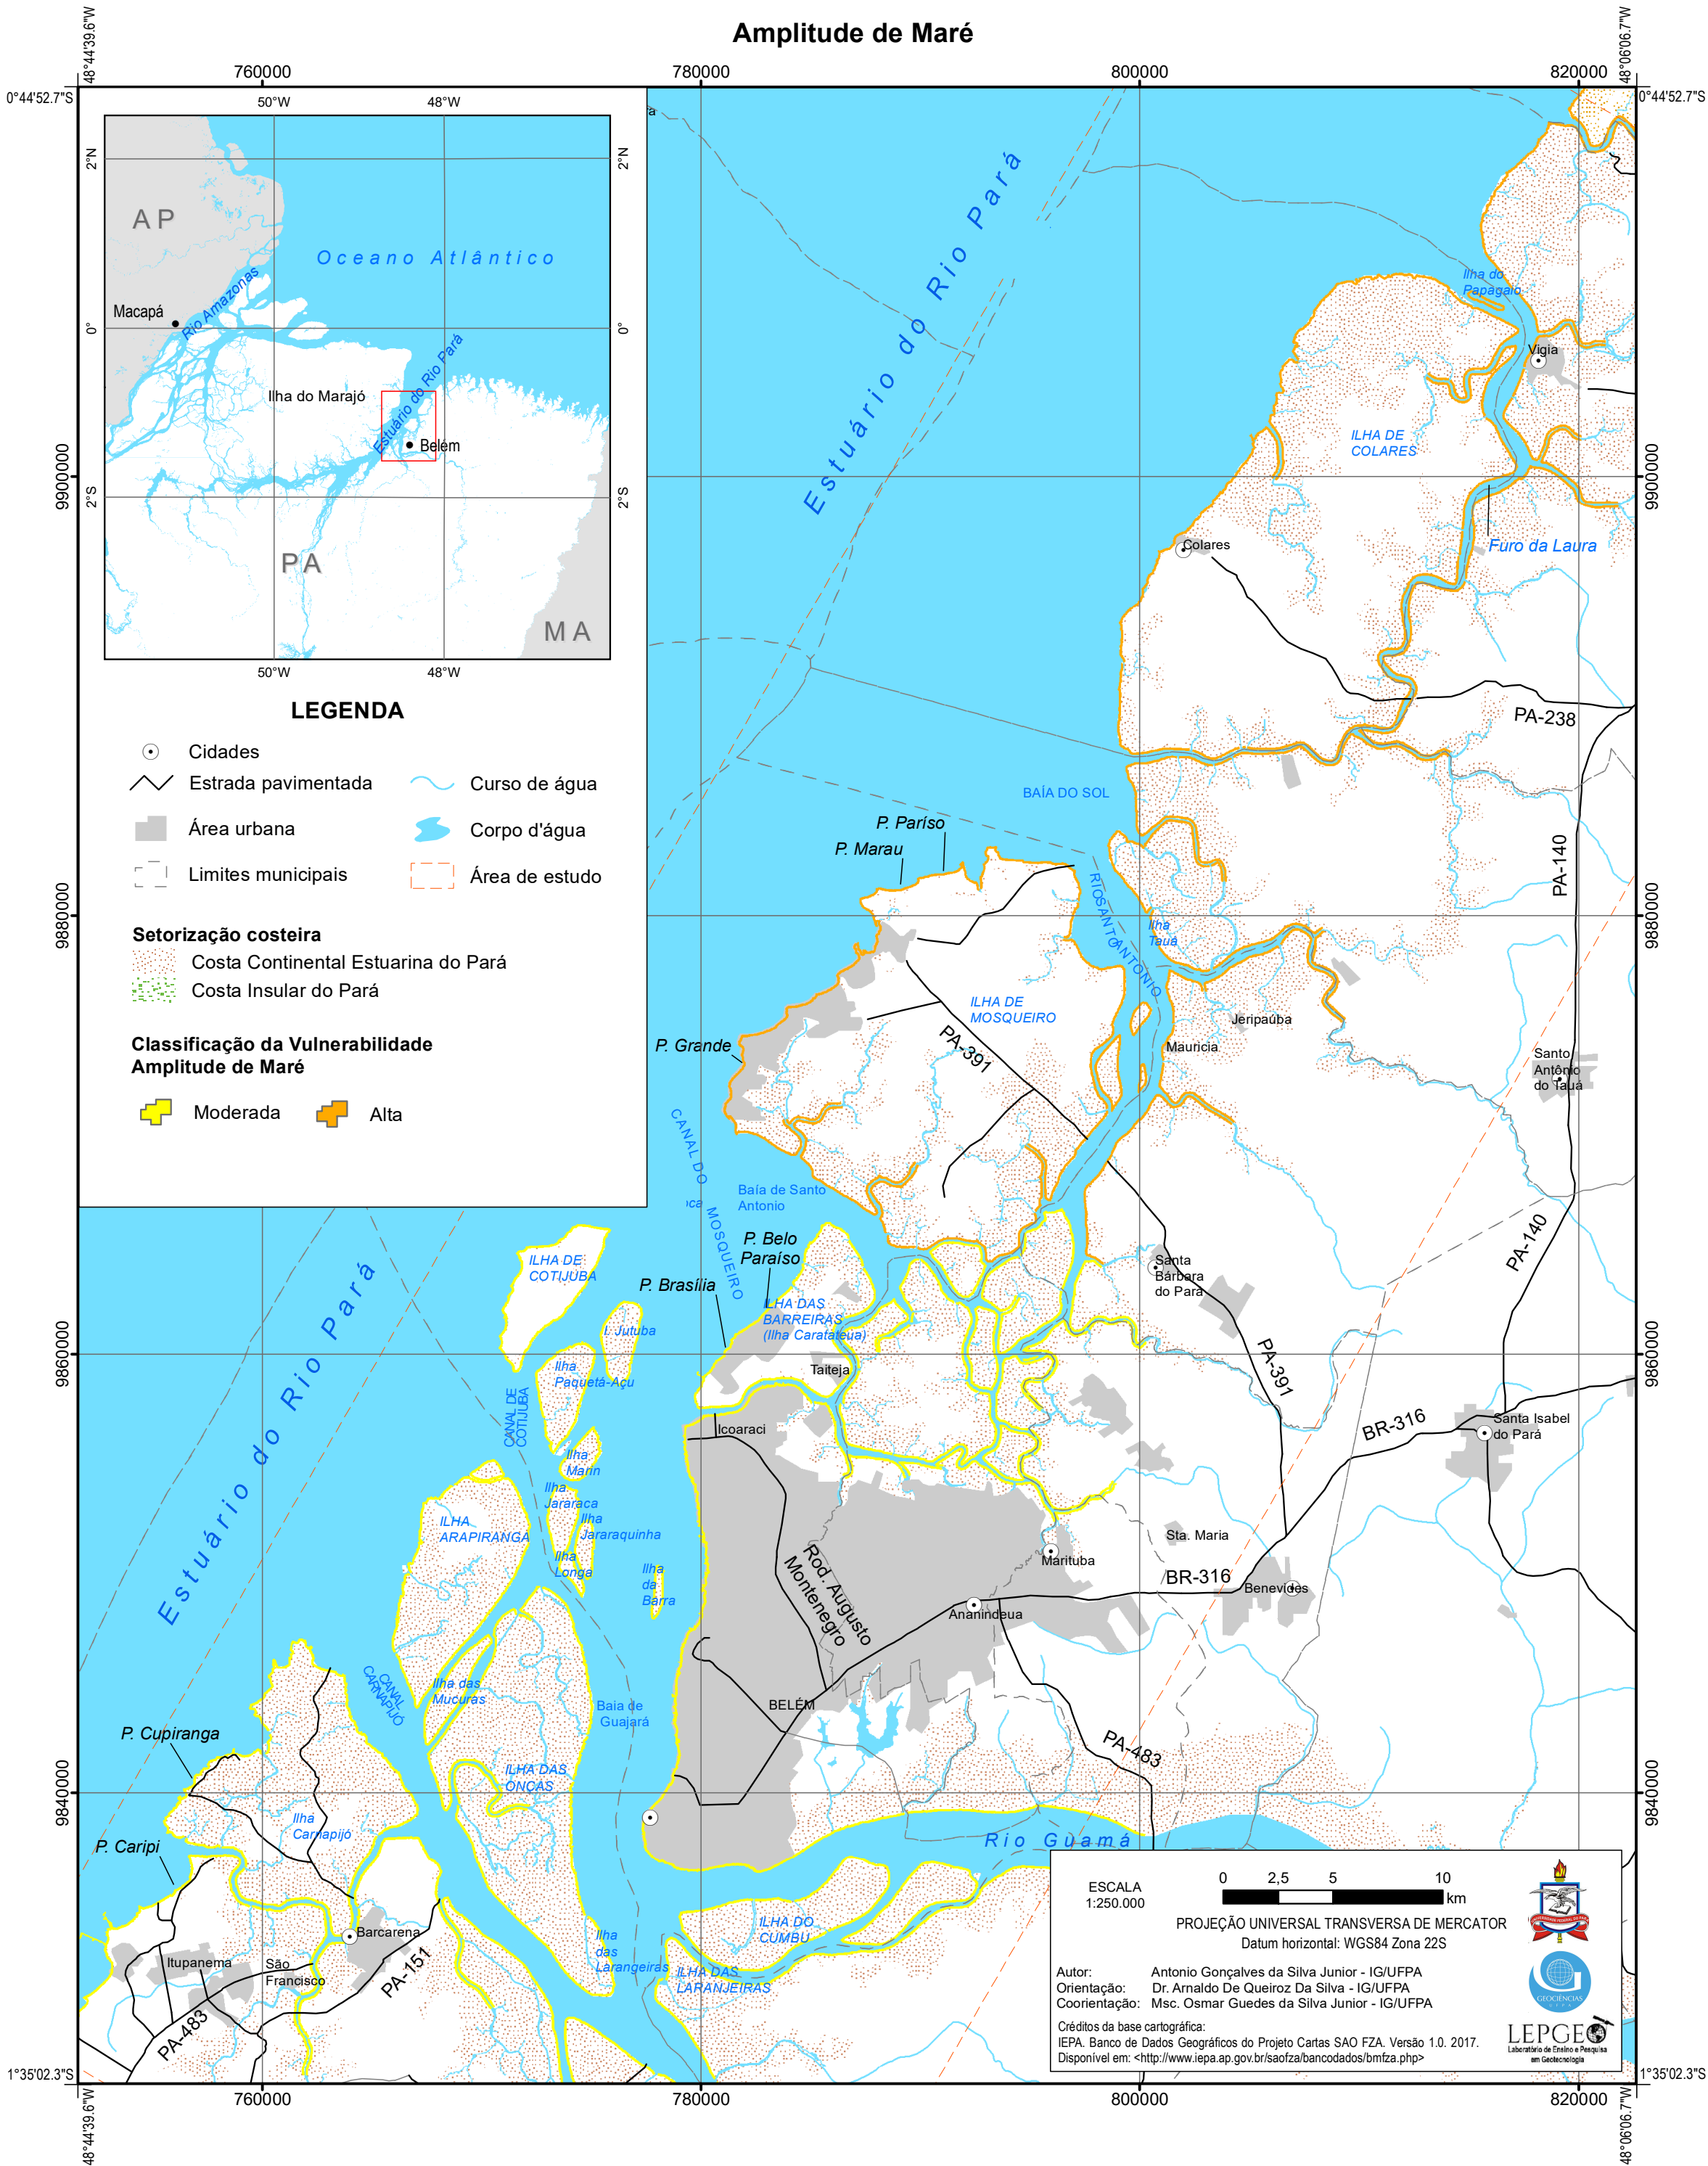 Amplitude de Maré
48°44'39.6"W
760000
780000
800000
820000
48°06'06.7"W
0°44'52.7"S
0°44'52.7"S
50°W
48°W
2°N
2°N
AP
Oceano Atlântico
Macapá
Rio Amazonas
0°
0°
Ilha do Marajó
Estuário do Rio Pará
Belém
2°S
2°S
PA
MA
50°W
48°W
9900000
9900000
LEGENDA
Cidades
Estrada pavimentada
Curso de água
Área urbana
Corpo d'água
Limites municipais
Área de estudo
Setorização costeira
Costa Continental Estuarina do Pará
Costa Insular do Pará
Classificação da Vulnerabilidade
Amplitude de Maré
Moderada
Alta
Estuário do Rio Pará
Ilha do
Papagaio
Vigia
ILHA DE
COLARES
Colares
Furo da Laura
PA-238
BAÍA DO SOL
P. Paríso
P. Marau
PA-140
9880000
9880000
RIO SANTO ANTONIO
Ilha
Tauá
ILHA DE
MOSQUEIRO
Jeripaúba
P. Grande
PA-391
Mauricia
Santo
Antônio
do Tauá
CANAL DO MOSQUEIRO
Baía de Santo
Antonio
P. Belo
Paraíso
PA-140
ILHA DE
COTIJUBA
P. Brasília
Santa
Bárbara
do Pará
ILHA DAS
BARREIRAS
(Ilha Caratateua)
I. Jutuba
9860000
9860000
Taiteja
Ilha
Paquetá-Açu
PA-391
CANAL DE
COTIJUBA
Icoaraci
BR-316
Santa Isabel
do Pará
Ilha
Marin
Ilha
Jararaca
Ilha
Jararaquinha
ILHA
ARAPIRANGA
Sta. Maria
Ilha
Longa
Marituba
Ilha
da
Barra
Rod. Augusto
Montenegro
BR-316
Benevides
Ananindeua
Estuário do Rio Pará
CANAL
CARNAPIJÓ
Ilha das
Mucuras
Baia de
Guajará
BELÉM
P. Cupiranga
PA-483
ILHA DAS
ONÇAS
9840000
9840000
Ilha
Carnapijó
P. Caripi
Rio Guamá
Barcarena
ILHA DO
CUMBU
Itupanema
São
Francisco
PA-151
Ilha
das
Larangeiras
ILHA DAS
LARANJEIRAS
PA-483
ESCALA
1:250.000
0 2,5 5 10
km
PROJEÇÃO UNIVERSAL TRANSVERSA DE MERCATOR
Datum horizontal: WGS84 Zona 22S
Autor: Antonio Gonçalves da Silva Junior - IG/UFPA
Orientação: Dr. Arnaldo De Queiroz Da Silva - IG/UFPA
Coorientação: Msc. Osmar Guedes da Silva Junior - IG/UFPA
Créditos da base cartográfica:
IEPA. Banco de Dados Geográficos do Projeto Cartas SAO FZA. Versão 1.0. 2017.
Disponível em: <http://www.iepa.ap.gov.br/saofza/bancodados/bmfza.php>
GEOCIÊNCIAS
UFPA
LEPGEO
Laboratório de Ensino e Pesquisa
em Geotecnologia
1°35'02.3"S
1°35'02.3"S
48°44'39.6"W
760000
780000
800000
820000
48°06'06.7"W